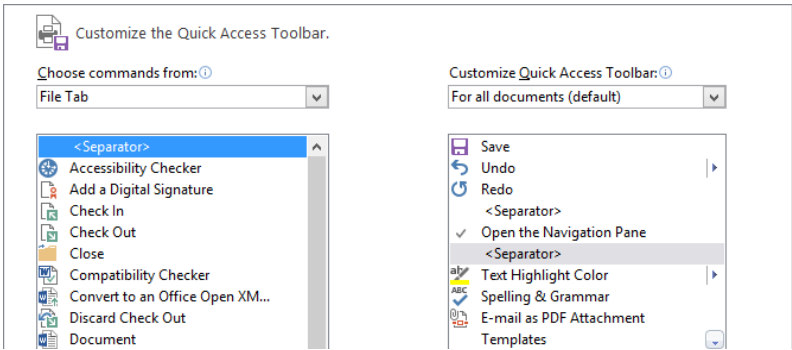 Customize the Quick Access Toolbar.
Choose commands from:
File Tab
<Separator>
Accessibility Checker
Add a Digital Signature
Check In
Check Out
Close
Compatibility Checker
Convert to an Office Open XM...
Discard Check Out
Document
Customize Quick Access Toolbar:
For all documents (default)
Save
Undo
Redo
<Separator>
Open the Navigation Pane
<Separator>
Text Highlight Color
Spelling & Grammar
E-mail as PDF Attachment
Templates